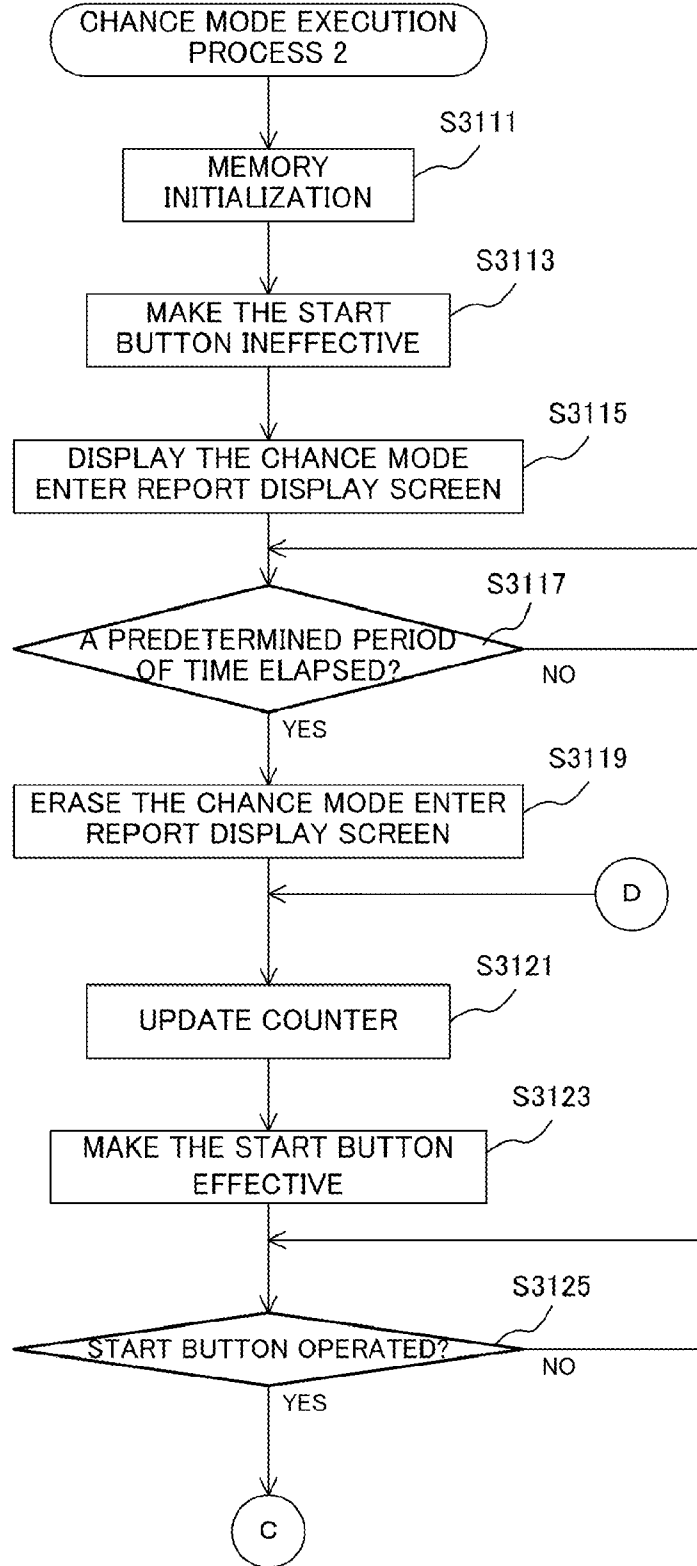 CHANCE MODE EXECUTION
PROCESS 2
S3111
MEMORY
INITIALIZATION
S3113
MAKE THE START
BUTTON INEFFECTIVE
S3115
DISPLAY THE CHANCE MODE
ENTER REPORT DISPLAY SCREEN
S3117
A PREDETERMINED PERIOD
OF TIME ELAPSED?
NO
YES
S3119
ERASE THE CHANCE MODE ENTER
REPORT DISPLAY SCREEN
D
S3121
UPDATE COUNTER
S3123
MAKE THE START BUTTON
EFFECTIVE
S3125
START BUTTON OPERATED?
NO
YES
C